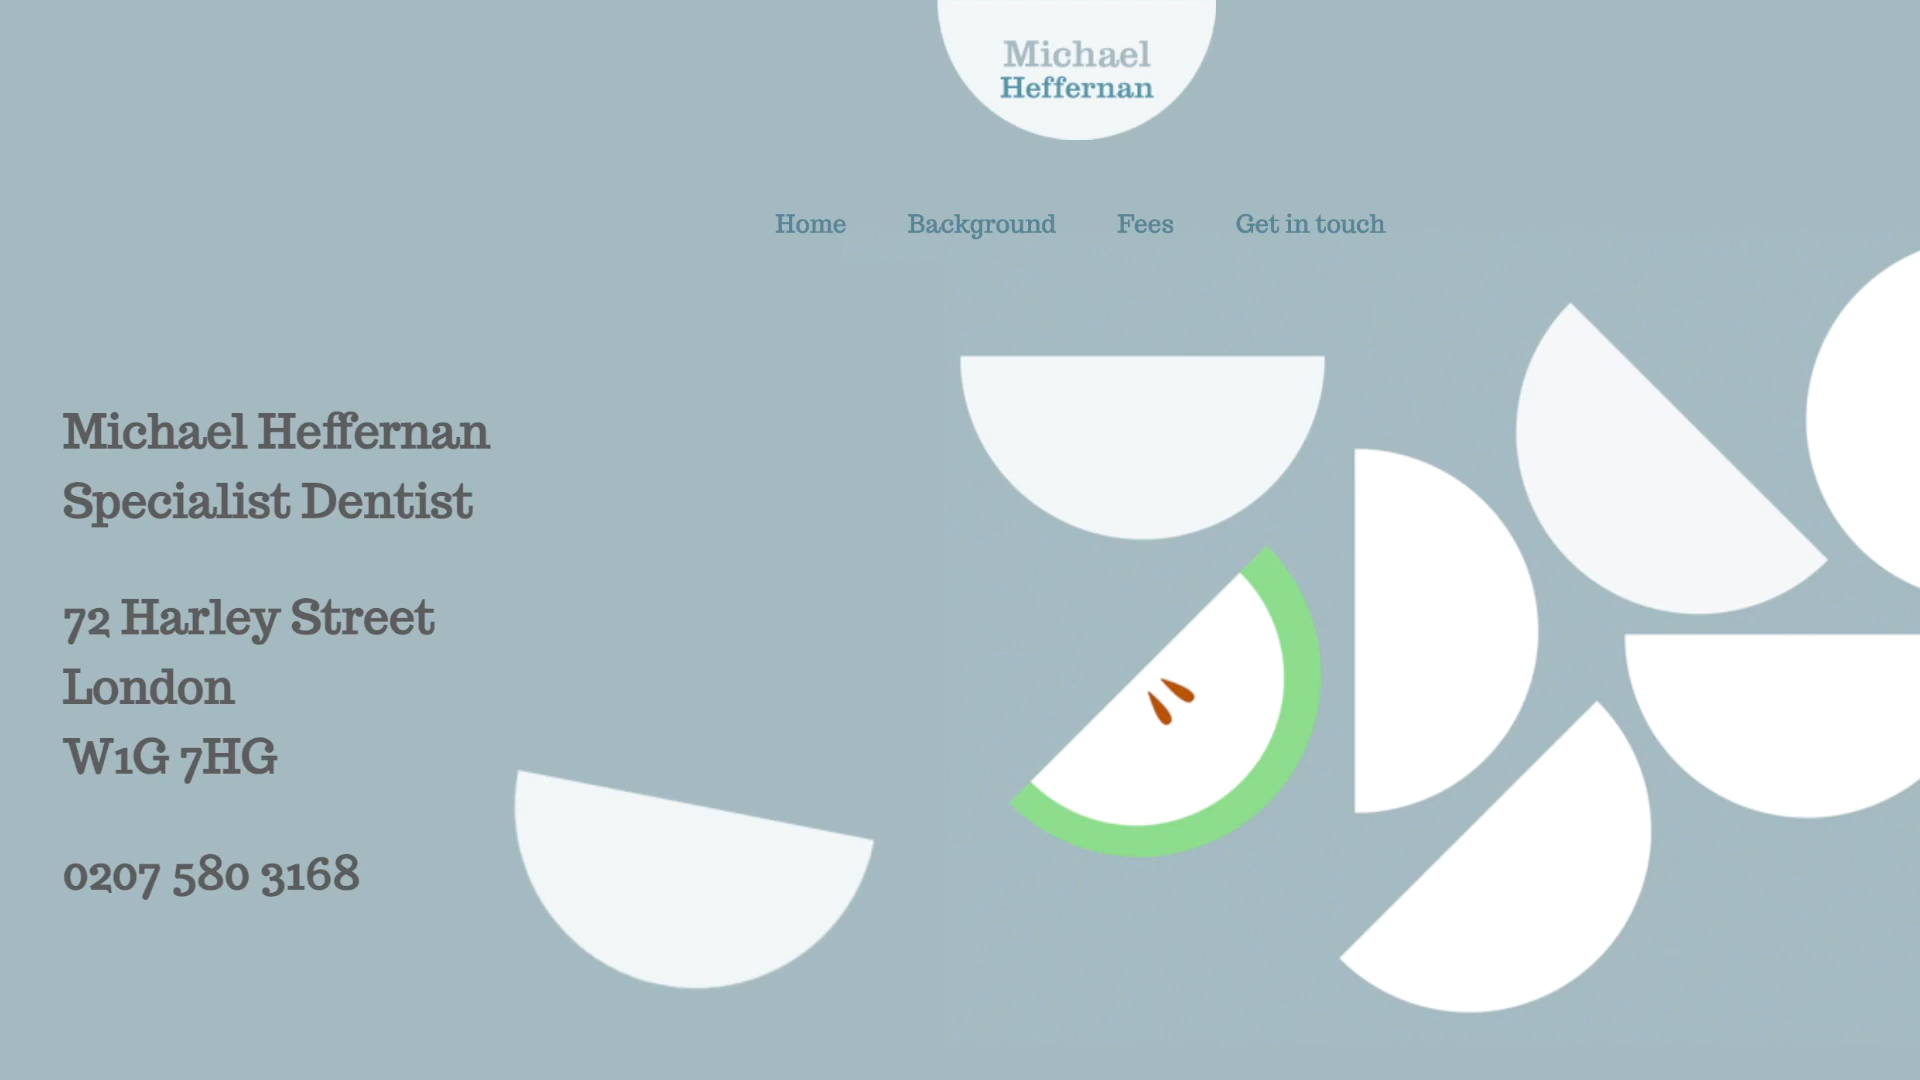 Michael
Heffernan
Home Background Fees Get in touch
Michael Heffernan
Specialist Dentist
72 Harley Street
London
W1G 7HG
0207 580 3168